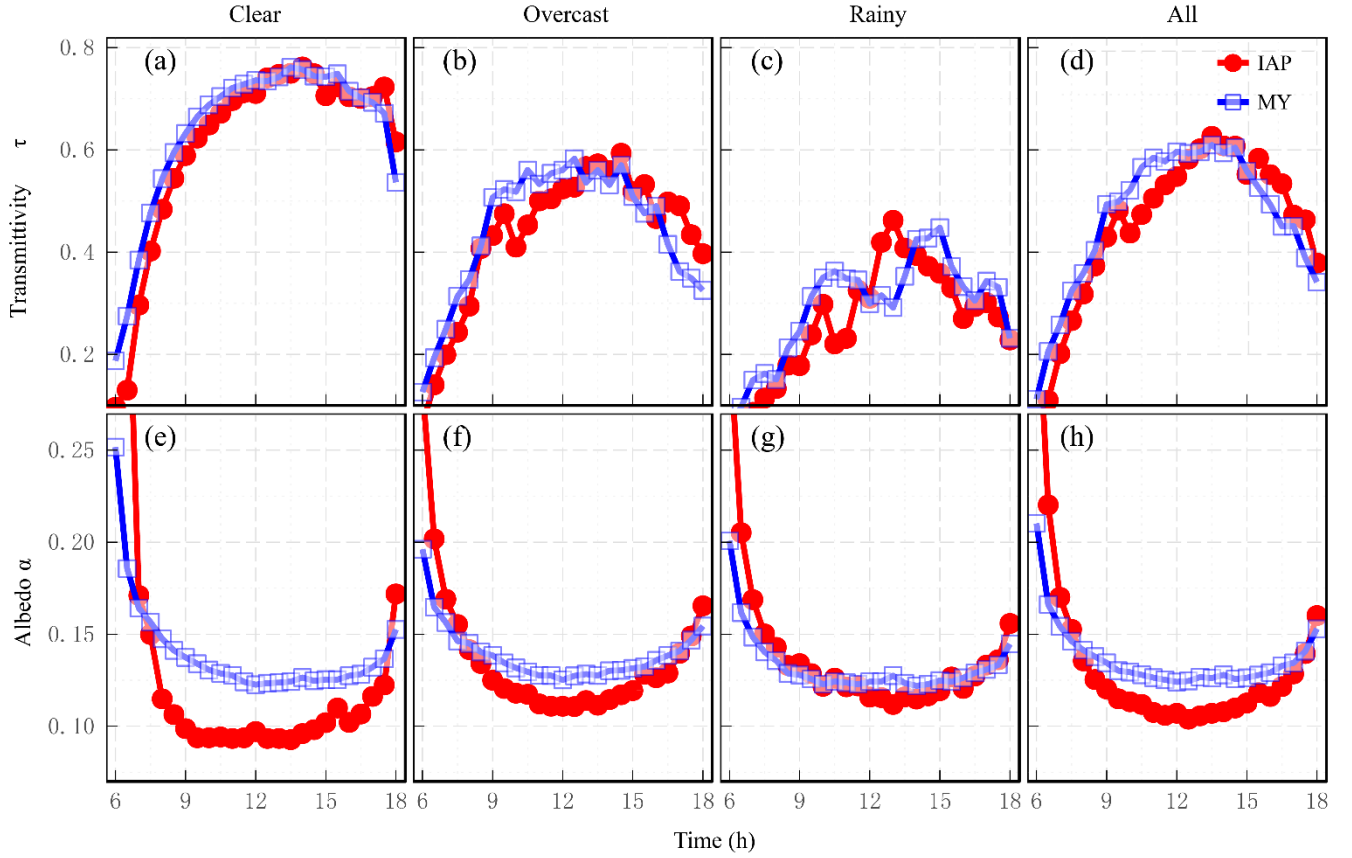 Clear Overcast Rainy All
(a) (b) (c) (d)
IAP
MY
0.8
0.6
0.4
0.2
Transmittivity τ
(e) (f) (g) (h)
0.25
0.20
0.15
0.10
Albedo α
6 9 12 15 18 6 9 12 15 18 6 9 12 15 18 6 9 12 15 18
Time (h)